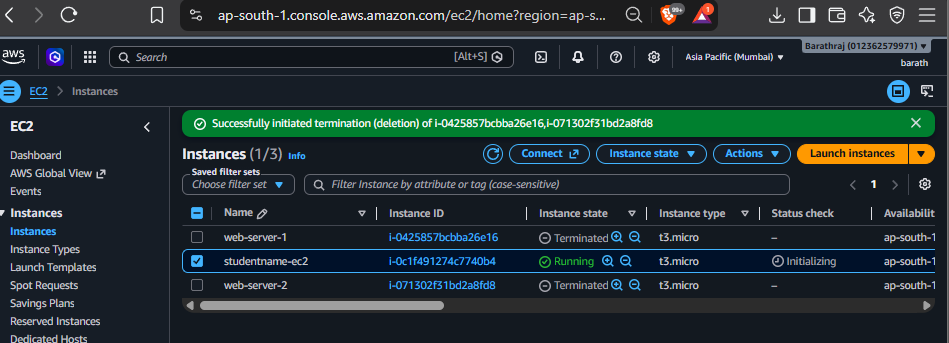 ap-south-1.console.aws.amazon.com/ec2/home?region=ap-s...
99+
1
aws
Search
[Alt+S]
Asia Pacific (Mumbai)
Barathraj (012362579971)
barath
EC2
Instances
EC2
Dashboard
AWS Global View
Events
Instances
Instances
Instance Types
Launch Templates
Spot Requests
Savings Plans
Reserved Instances
Dedicated Hosts
Successfully initiated termination (deletion) of i-0425857bcbba26e16,i-071302f31bd2a8fd8
Instances (1/3) Info
Connect
Instance state
Actions
Launch instances
Saved filter sets
Choose filter set
Filter Instance by attribute or tag (case-sensitive)
1
Name Instance ID Instance state Instance type Status check Availabilit
web-server-1 i-0425857bcbba26e16 Terminated t3.micro – ap-south-1
studentname-ec2 i-0c1f491274c7740b4 Running t3.micro Initializing ap-south-1
web-server-2 i-071302f31bd2a8fd8 Terminated t3.micro – ap-south-1